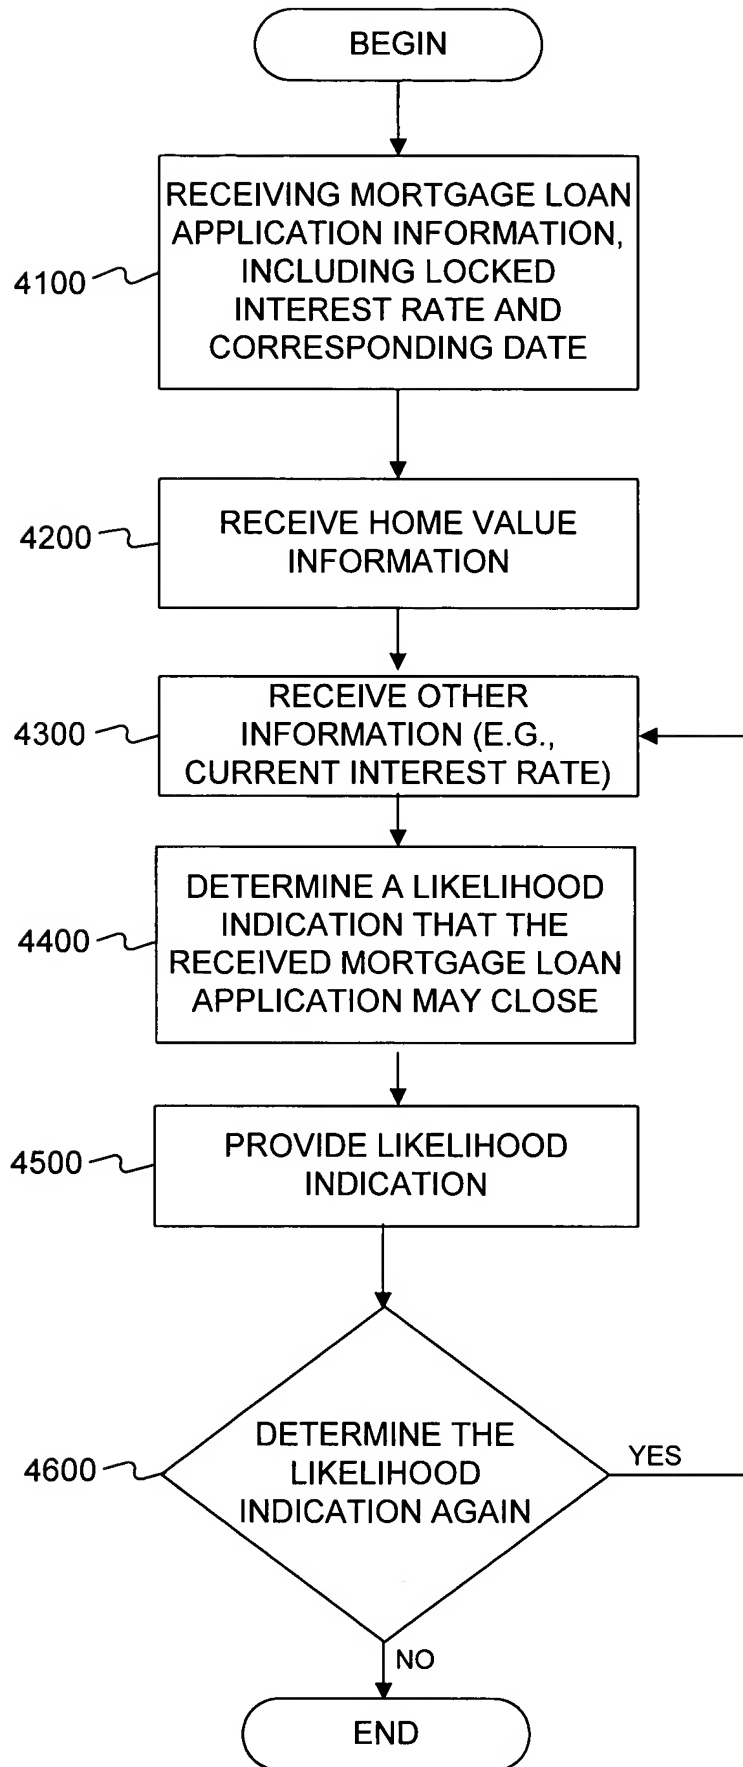 BEGIN
RECEIVING MORTGAGE LOAN
APPLICATION INFORMATION,
INCLUDING LOCKED
INTEREST RATE AND
CORRESPONDING DATE
4100
RECEIVE HOME VALUE
INFORMATION
4200
RECEIVE OTHER
INFORMATION (E.G.,
CURRENT INTEREST RATE)
4300
DETERMINE A LIKELIHOOD
INDICATION THAT THE
RECEIVED MORTGAGE LOAN
APPLICATION MAY CLOSE
4400
PROVIDE LIKELIHOOD
INDICATION
4500
DETERMINE THE
LIKELIHOOD
INDICATION AGAIN
4600
YES
NO
END